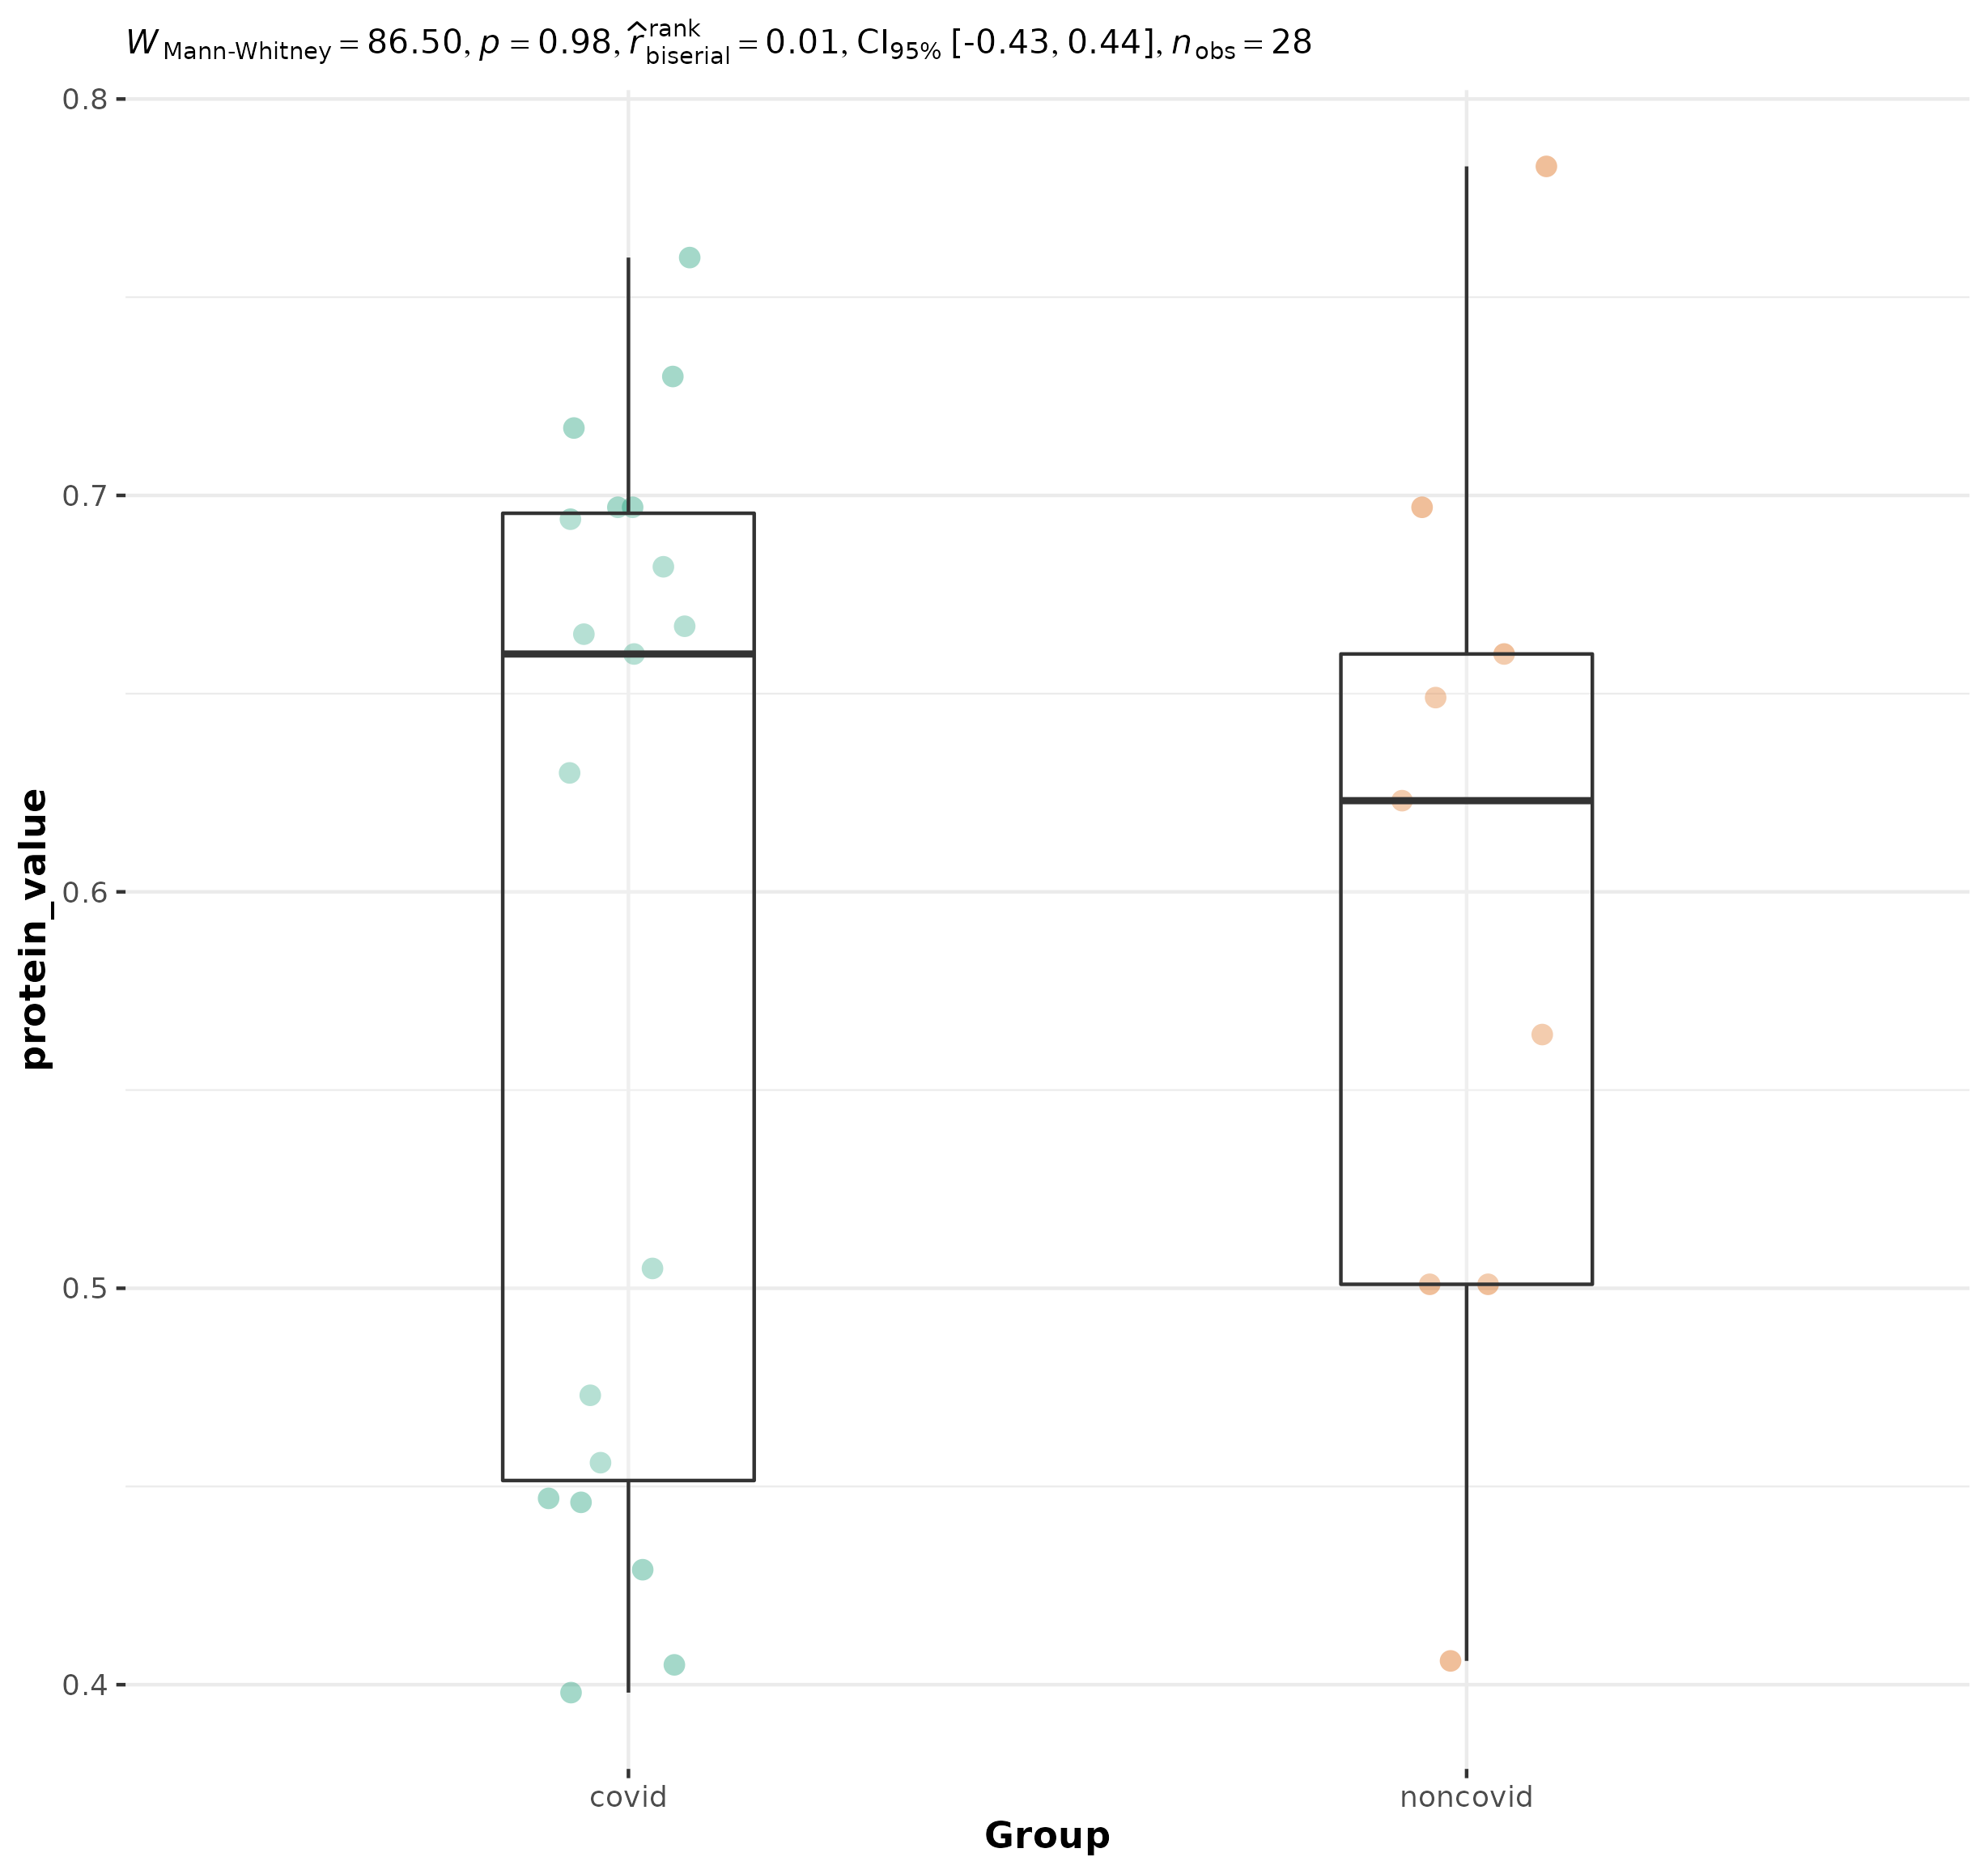 W Mann-Whitney = 86.50, p = 0.98, r̂ rank biserial = 0.01, CI95% [-0.43, 0.44], nobs = 28
0.8
0.7
0.6
0.5
0.4
protein_value
covid noncovid
Group